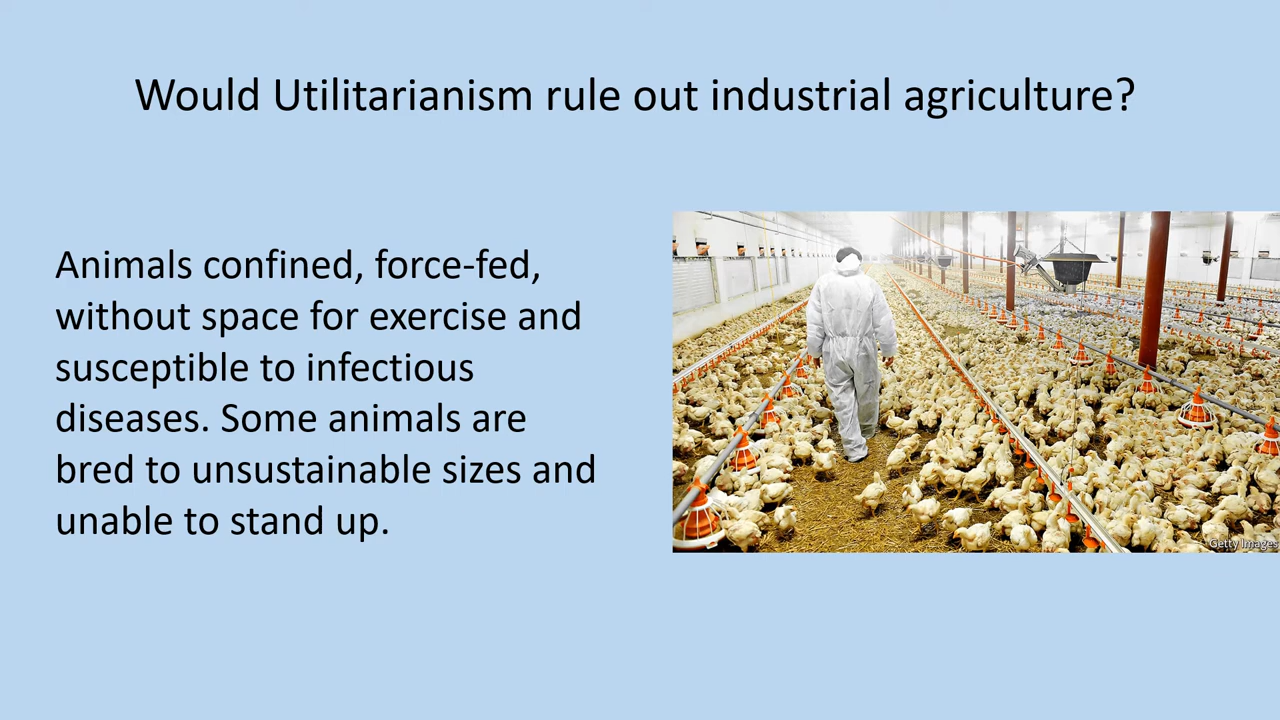 Would Utilitarianism rule out industrial agriculture?
Animals confined, force-fed,
without space for exercise and
susceptible to infectious
diseases. Some animals are
bred to unsustainable sizes and
unable to stand up.
Getty Images